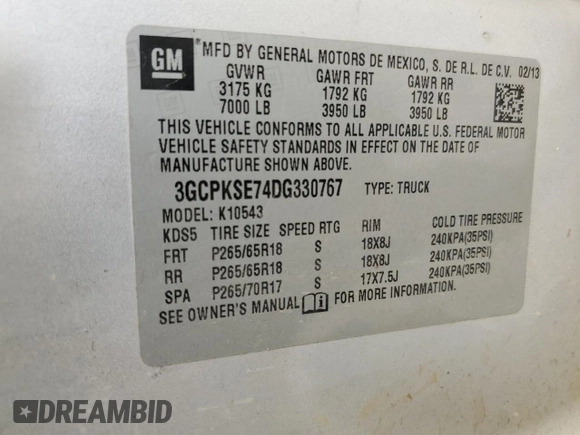 GM MFD BY GENERAL MOTORS DE MEXICO, S. DE R.L. DE C.V. 02/13
GVWR GAWR FRT GAWR RR
3175 KG 1792 KG 1792 KG
7000 LB 3950 LB 3950 LB
THIS VEHICLE CONFORMS TO ALL APPLICABLE U.S. FEDERAL MOTOR
VEHICLE SAFETY STANDARDS IN EFFECT ON THE DATE OF
MANUFACTURE SHOWN ABOVE.
3GCPKSE74DG330767 TYPE: TRUCK
MODEL: K10543
KDS5 TIRE SIZE SPEED RTG RIM COLD TIRE PRESSURE
FRT P265/65R18 S 18X8J 240KPA(35PSI)
RR P265/65R18 S 18X8J 240KPA(35PSI)
SPA P265/70R17 S 17X7.5J 240KPA(35PSI)
SEE OWNER'S MANUAL FOR MORE INFORMATION.
DREAMBID